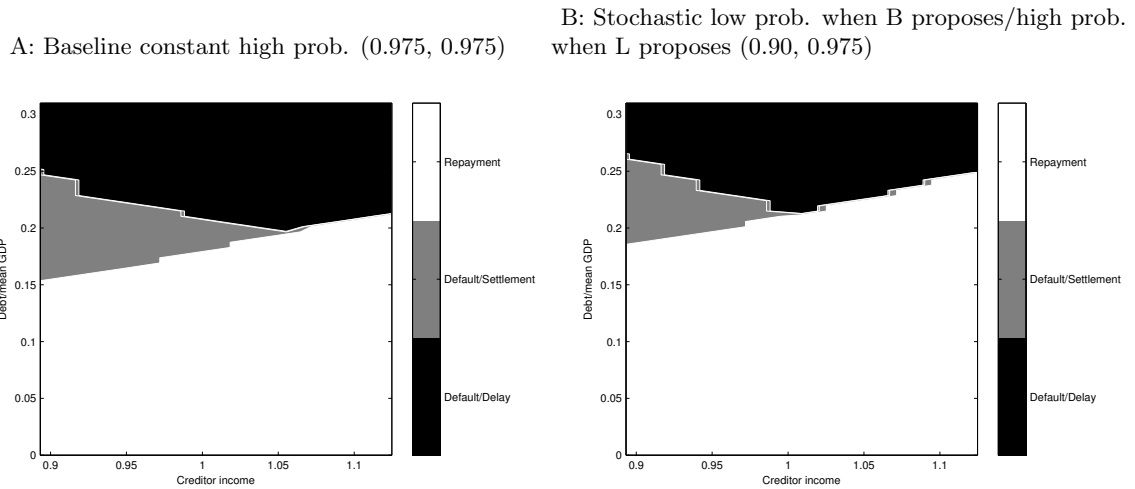 A: Baseline constant high prob. (0.975, 0.975)
B: Stochastic low prob. when B proposes/high prob.
when L proposes (0.90, 0.975)
0.3
0.25
0.2
0.15
0.1
0.05
0
Debt/mean GDP
0.9
0.95
1
1.05
1.1
Creditor income
Repayment
Default/Settlement
Default/Delay
0.3
0.25
0.2
0.15
0.1
0.05
0
Debt/mean GDP
0.9
0.95
1
1.05
1.1
Creditor income
Repayment
Default/Settlement
Default/Delay